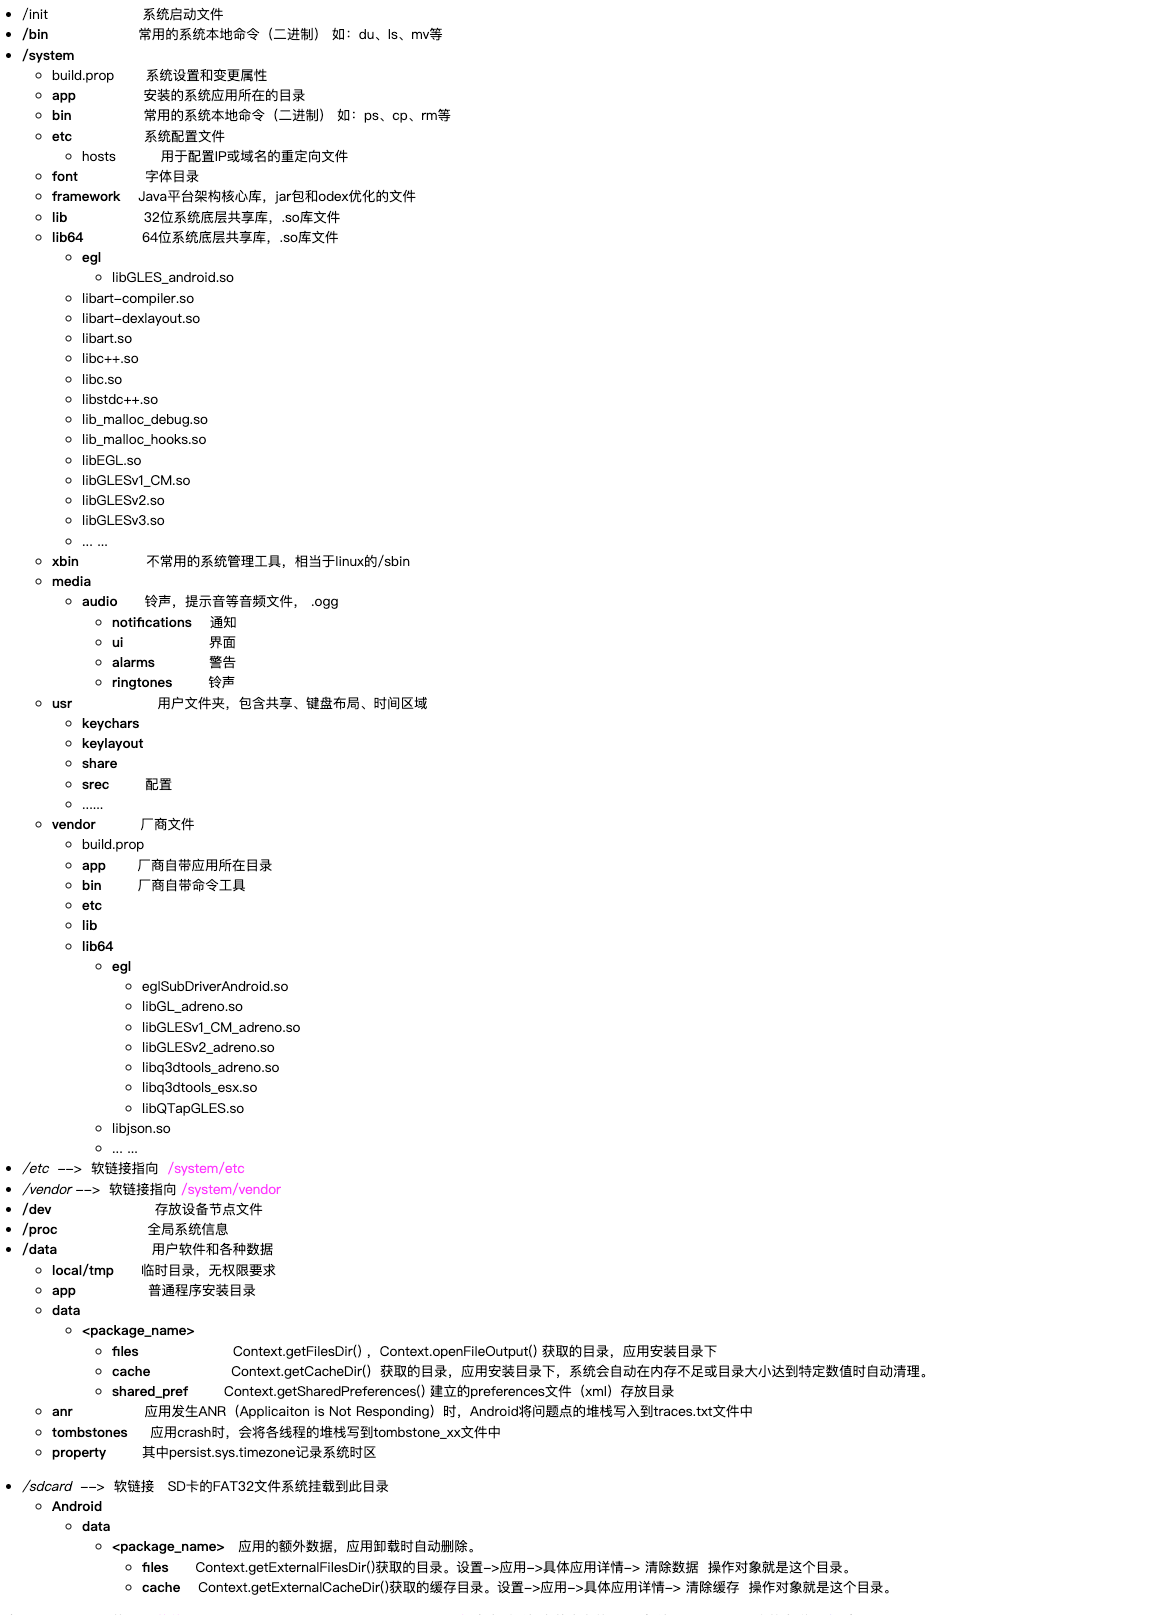 /init 系统启动文件
/bin 常用的系统本地命令（二进制） 如：du、ls、mv等
/system
build.prop 系统设置和变更属性
app 安装的系统应用所在的目录
bin 常用的系统本地命令（二进制） 如：ps、cp、rm等
etc 系统配置文件
hosts 用于配置IP或域名的重定向文件
font 字体目录
framework Java平台架构核心库，jar包和odex优化的文件
lib 32位系统底层共享库，.so库文件
lib64 64位系统底层共享库，.so库文件
egl
libGLES_android.so
libart-compiler.so
libart-dexlayout.so
libart.so
libc++.so
libc.so
libstdc++.so
lib_malloc_debug.so
lib_malloc_hooks.so
libEGL.so
libGLESv1_CM.so
libGLESv2.so
libGLESv3.so
... ...
xbin 不常用的系统管理工具，相当于linux的/sbin
media
audio 铃声，提示音等音频文件， .ogg
notifications 通知
ui 界面
alarms 警告
ringtones 铃声
usr 用户文件夹，包含共享、键盘布局、时间区域
keychars
keylayout
share
srec 配置
......
vendor 厂商文件
build.prop
app 厂商自带应用所在目录
bin 厂商自带命令工具
etc
lib
lib64
egl
eglSubDriverAndroid.so
libGL_adreno.so
libGLESv1_CM_adreno.so
libGLESv2_adreno.so
libq3dtools_adreno.so
libq3dtools_esx.so
libQTapGLES.so
libjson.so
... ...
/etc --> 软链接指向 /system/etc
/vendor --> 软链接指向 /system/vendor
/dev 存放设备节点文件
/proc 全局系统信息
/data 用户软件和各种数据
local/tmp 临时目录，无权限要求
app 普通程序安装目录
data
<package_name>
files Context.getFilesDir() ，Context.openFileOutput() 获取的目录，应用安装目录下
cache Context.getCacheDir() 获取的目录，应用安装目录下，系统会自动在内存不足或目录大小达到特定数值时自动清理。
shared_pref Context.getSharedPreferences() 建立的preferences文件（xml）存放目录
anr 应用发生ANR（Applicaiton is Not Responding）时，Android将问题点的堆栈写入到traces.txt文件中
tombstones 应用crash时，会将各线程的堆栈写到tombstone_xx文件中
property 其中persist.sys.timezone记录系统时区
/sdcard --> 软链接 SD卡的FAT32文件系统挂载到此目录
Android
data
<package_name> 应用的额外数据，应用卸载时自动删除。
files Context.getExternalFilesDir()获取的目录。设置->应用->具体应用详情-> 清除数据 操作对象就是这个目录。
cache Context.getExternalCacheDir()获取的缓存目录。设置->应用->具体应用详情-> 清除缓存 操作对象就是这个目录。